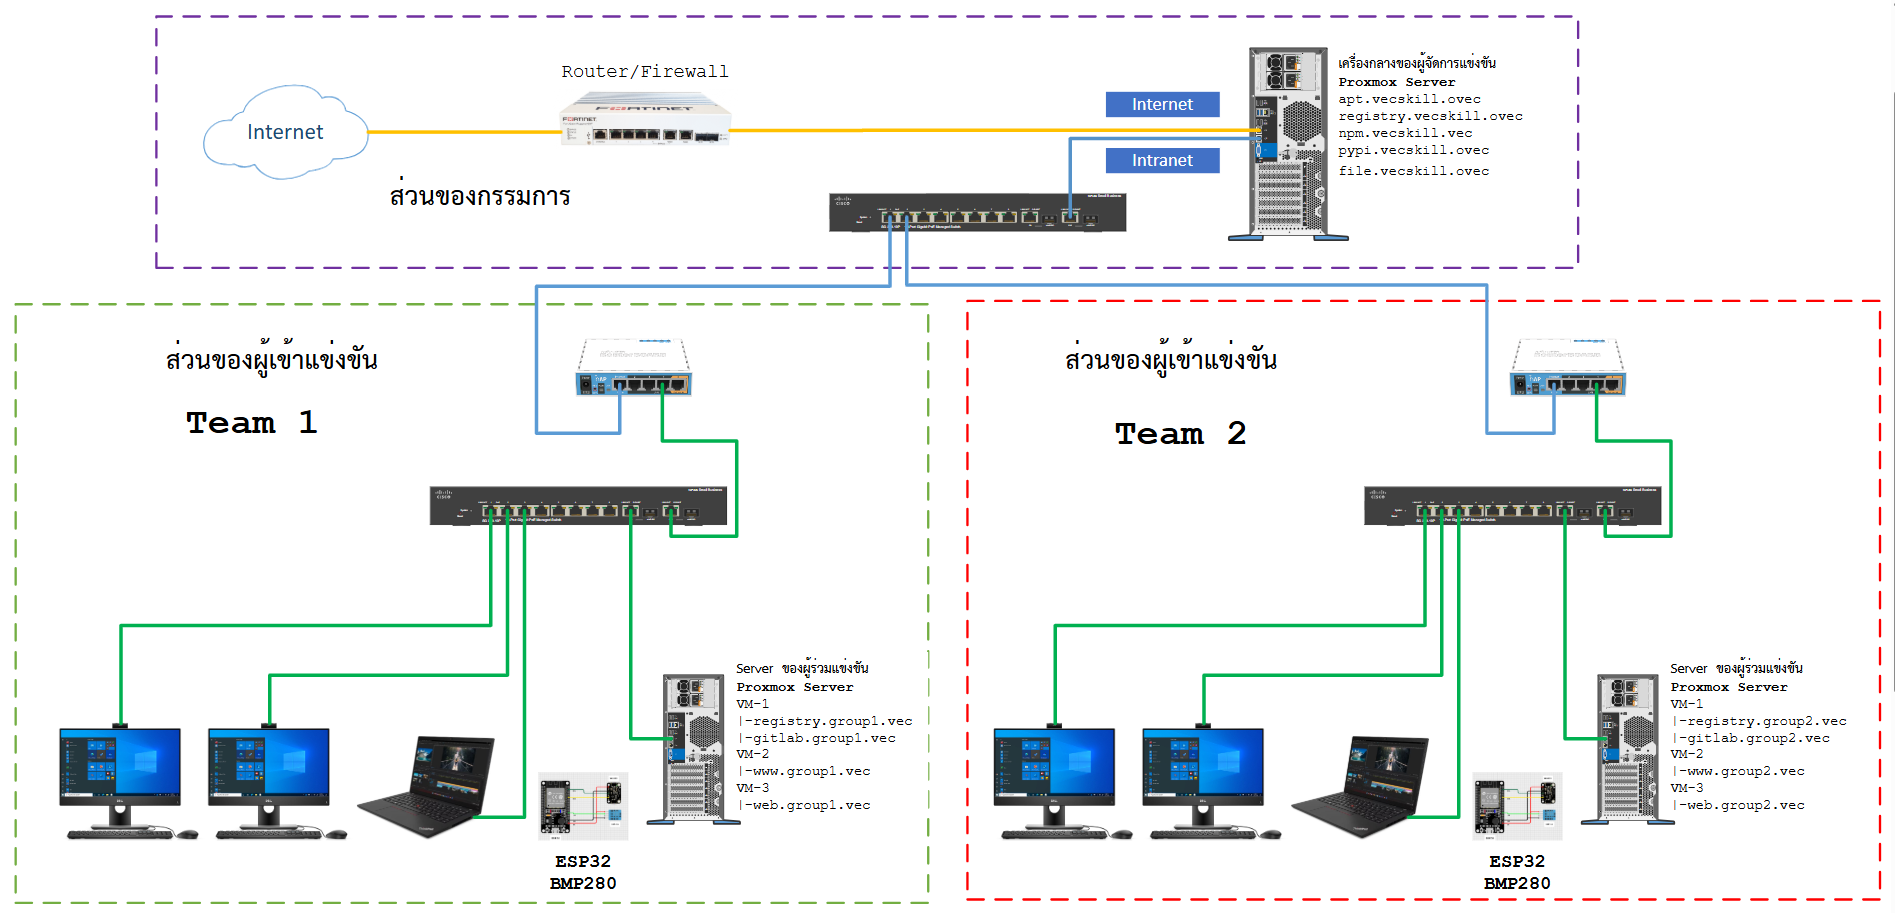 Router/Firewall
FORTINET
Internet
ส่วนของกรรมการ
Internet
Intranet
เครื่องกลางของผู้จัดการแข่งขัน
Proxmox Server
apt.vecskill.ovec
registry.vecskill.ovec
npm.vecskill.vec
pypi.vecskill.ovec
file.vecskill.ovec
CISCO
ส่วนของผู้เข้าแข่งขัน
Team 1
hAP
CISCO
Server ของผู้ร่วมแข่งขัน
Proxmox Server
VM-1
|-registry.group1.vec
|-gitlab.group1.vec
VM-2
|-www.group1.vec
VM-3
|-web.group1.vec
ESP32
BMP280
ส่วนของผู้เข้าแข่งขัน
Team 2
hAP
CISCO
Server ของผู้ร่วมแข่งขัน
Proxmox Server
VM-1
|-registry.group2.vec
|-gitlab.group2.vec
VM-2
|-www.group2.vec
VM-3
|-web.group2.vec
ESP32
BMP280